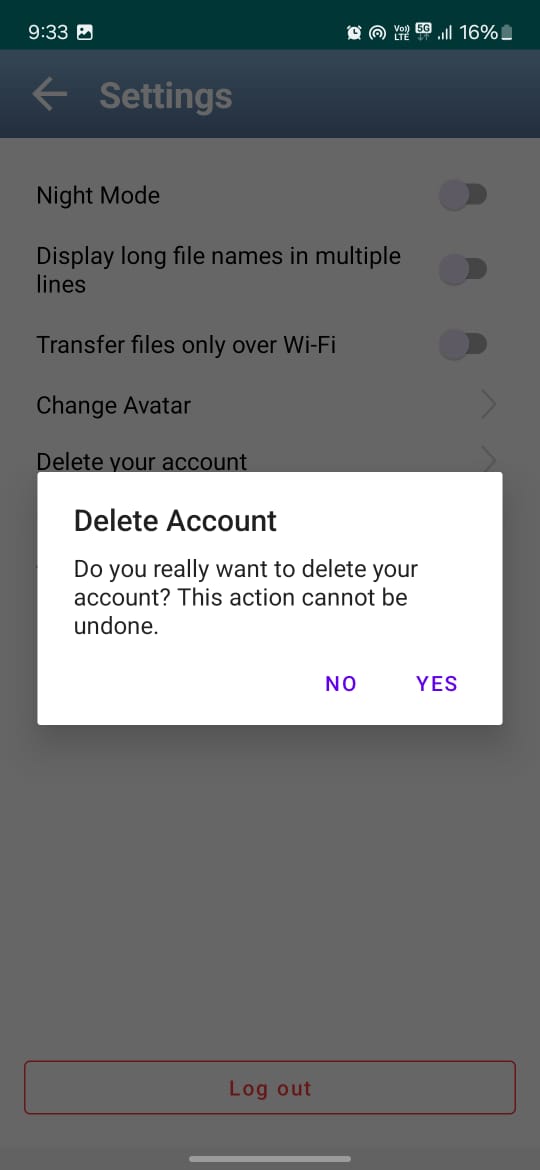 9:33 Vo)) LTE 5G 16%
Settings
Night Mode
Display long file names in multiple
lines
Transfer files only over Wi-Fi
Change Avatar
Delete your account
Delete Account
Do you really want to delete your
account? This action cannot be
undone.
NO YES
Log out